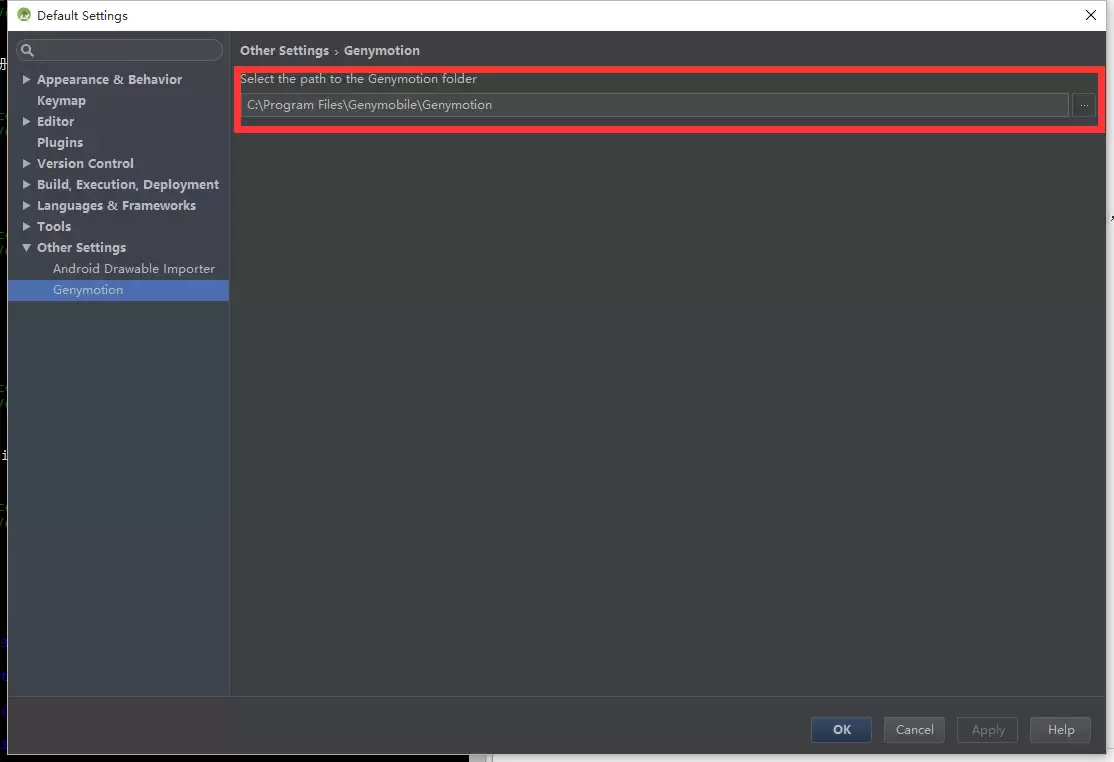 Default Settings
Appearance & Behavior
Keymap
Editor
Plugins
Version Control
Build, Execution, Deployment
Languages & Frameworks
Tools
Other Settings
Android Drawable Importer
Genymotion
Other Settings › Genymotion
Select the path to the Genymotion folder
C:\Program Files\Genymobile\Genymotion
...
OK
Cancel
Apply
Help